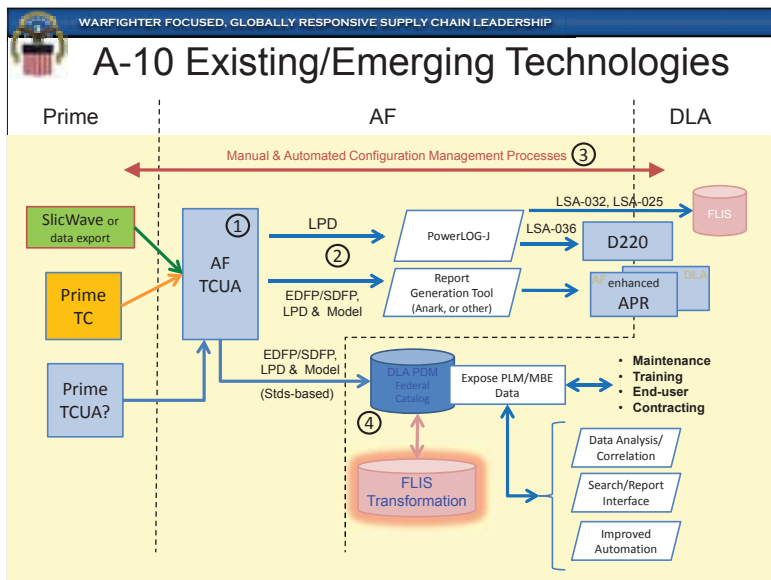 WARFIGHTER FOCUSED, GLOBALLY RESPONSIVE SUPPLY CHAIN LEADERSHIP
A-10 Existing/Emerging Technologies
Prime
AF
DLA
Manual & Automated Configuration Management Processes 3
SlicWave or
data export
Prime
TC
Prime
TCUA?
1
AF
TCUA
LPD
2
EDFP/SDFP,
LPD & Model
PowerLOG-J
Report
Generation Tool
(Anark, or other)
LSA-032, LSA-025
LSA-036
FLIS
D220
AF
DLA
enhanced
APR
EDFP/SDFP,
LPD & Model
(Stds-based)
DLA PDM
Federal
Catalog
4
Expose PLM/MBE
Data
• Maintenance
• Training
• End-user
• Contracting
FLIS
Transformation
Data Analysis/
Correlation
Search/Report
Interface
Improved
Automation